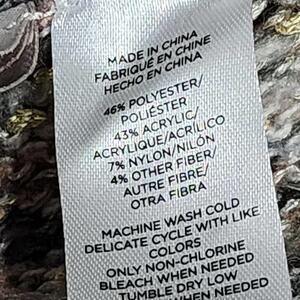 MADE IN CHINA
FABRIQUÉ EN CHINE
HECHO EN CHINA
46% POLYESTER/
POLIÉSTER
43% ACRYLIC/
ACRYLIQUE/ACRÍLICO
7% NYLON/NILÓN
4% OTHER FIBER/
AUTRE FIBRE/
OTRA FIBRA
MACHINE WASH COLD
DELICATE CYCLE WITH LIKE
COLORS
ONLY NON-CHLORINE
BLEACH WHEN NEEDED
TUMBLE DRY LOW
WHEN NEEDED